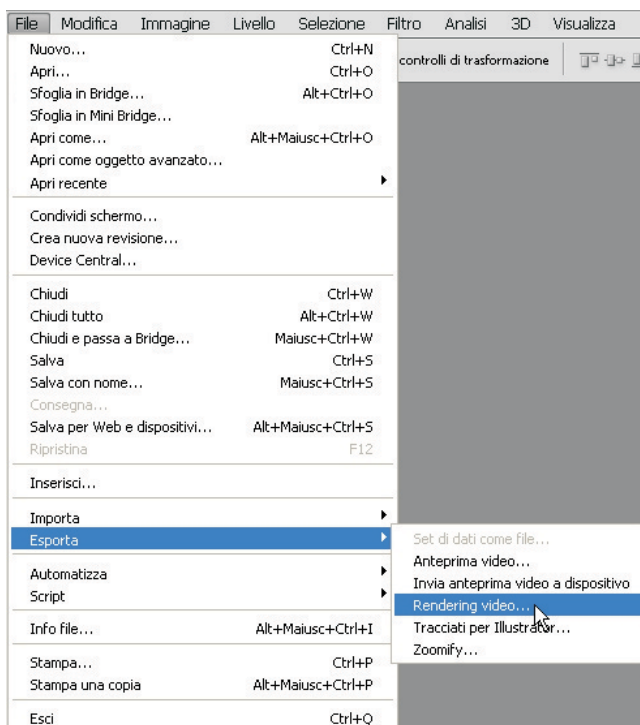 File Modifica Immagine Livello Selezione Filtro Analisi 3D Visualizza
controlli di trasformazione
Nuovo... Ctrl+N
Apri... Ctrl+O
Sfoglia in Bridge... Alt+Ctrl+O
Sfoglia in Mini Bridge...
Apri come... Alt+Maiusc+Ctrl+O
Apri come oggetto avanzato...
Apri recente
Condividi schermo...
Crea nuova revisione...
Device Central...
Chiudi Ctrl+W
Chiudi tutto Alt+Ctrl+W
Chiudi e passa a Bridge... Maiusc+Ctrl+W
Salva Ctrl+S
Salva con nome... Maiusc+Ctrl+S
Consegna...
Salva per Web e dispositivi... Alt+Maiusc+Ctrl+S
Ripristina F12
Inserisci...
Importa
Esporta
Automatizza
Script
Info file... Alt+Maiusc+Ctrl+I
Stampa... Ctrl+P
Stampa una copia Alt+Maiusc+Ctrl+P
Esci Ctrl+Q
Set di dati come file...
Anteprima video...
Invia anteprima video a dispositivo
Rendering video...
Tracciati per Illustrator...
Zoomify...